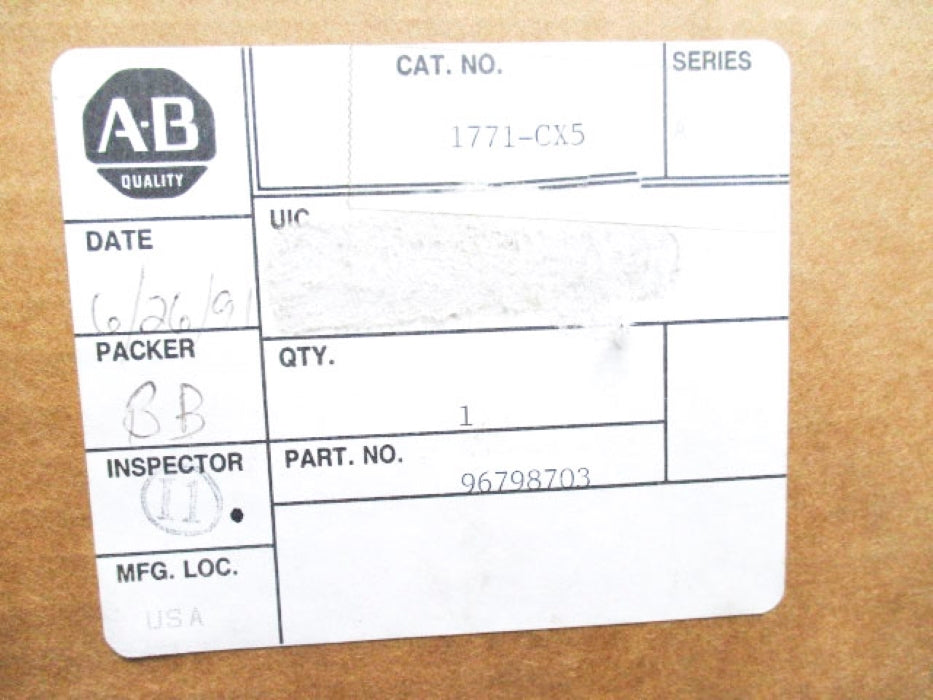 A·B
QUALITY
CAT. NO.
1771-CX5
SERIES
UIC
DATE
6/26/91
PACKER
BB
QTY.
1
INSPECTOR
11
PART. NO.
96798703
MFG. LOC.
USA